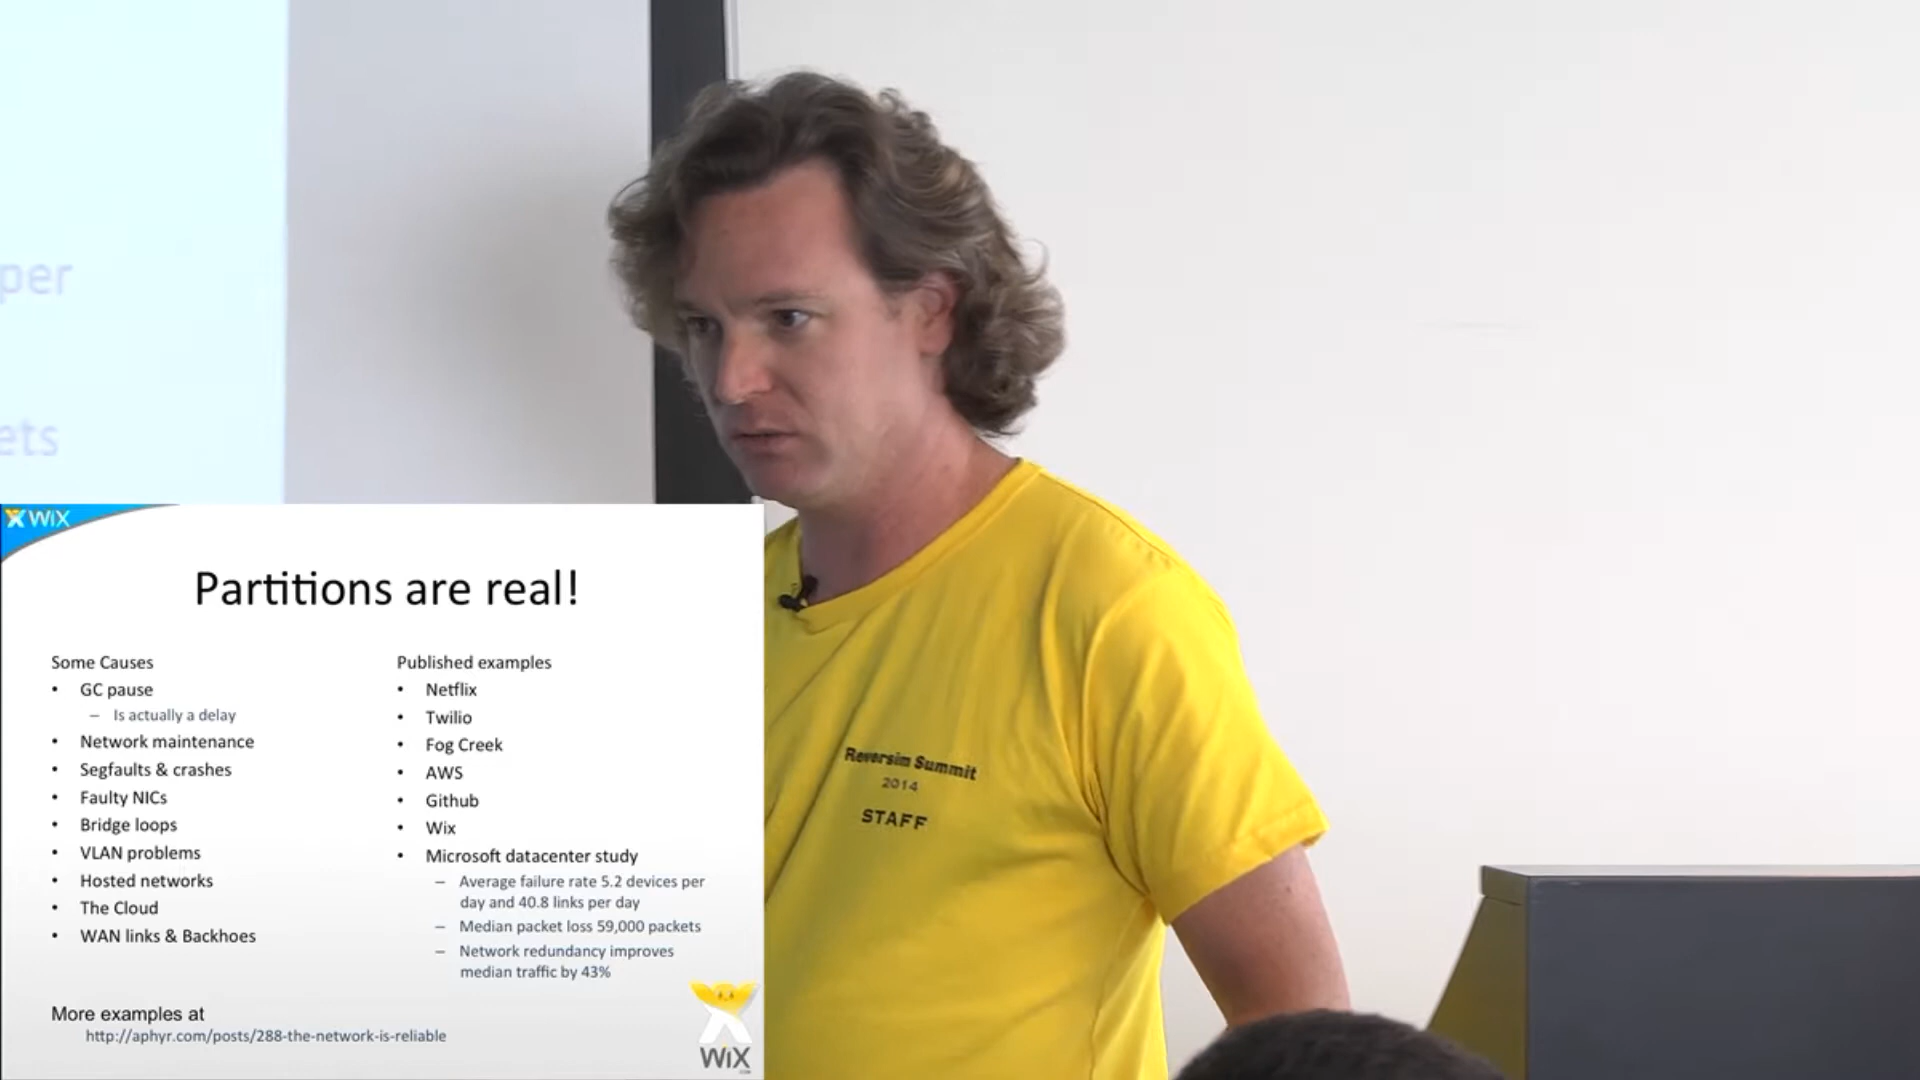 per
ets
WiX
Partitions are real!
Some Causes
• GC pause
– Is actually a delay
• Network maintenance
• Segfaults & crashes
• Faulty NICs
• Bridge loops
• VLAN problems
• Hosted networks
• The Cloud
• WAN links & Backhoes
Published examples
• Netflix
• Twilio
• Fog Creek
• AWS
• Github
• Wix
• Microsoft datacenter study
– Average failure rate 5.2 devices per
day and 40.8 links per day
– Median packet loss 59,000 packets
– Network redundancy improves
median traffic by 43%
More examples at
http://aphyr.com/posts/288-the-network-is-reliable
WiX
Reversim Summit
2014
STAFF